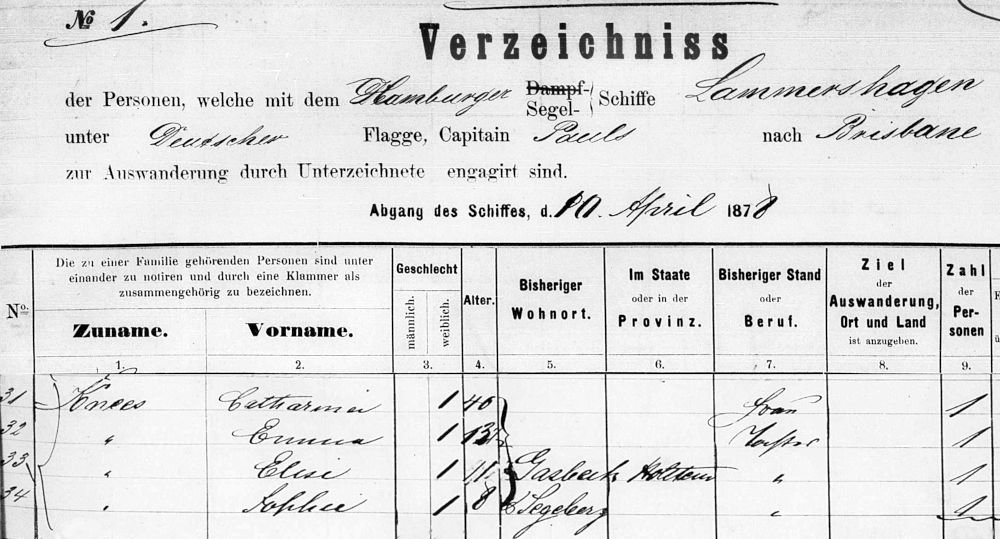 No 1.
Verzeichniss
der Personen, welche mit dem Hamburger Dampf- Segel- Schiffe Lammershagen
unter Deutscher Flagge, Capitain Pauls nach Brisbane
zur Auswanderung durch Unterzeichnete engagirt sind.
Abgang des Schiffes, d. 10. April 1878
No. Die zu einer Familie gehörenden Personen sind unter einander zu notiren und durch eine Klammer als zusammengehörig zu bezeichnen. Geschlecht Alter. Bisheriger Wohnort. Im Staate oder in der Provinz. Bisheriger Stand oder Beruf. Ziel der Auswanderung, Ort und Land ist anzugeben. Zahl der Personen
Zuname. Vorname. männlich. weiblich.
1. 2. 3. 4. 5. 6. 7. 8. 9.
31 Knees Catharina 1 40 Frau 1
32 " Emma 1 Tochter 1
33 " Elise 1 11 Holstein " 1
34 " Sophie 1 8 Segeberg " 1